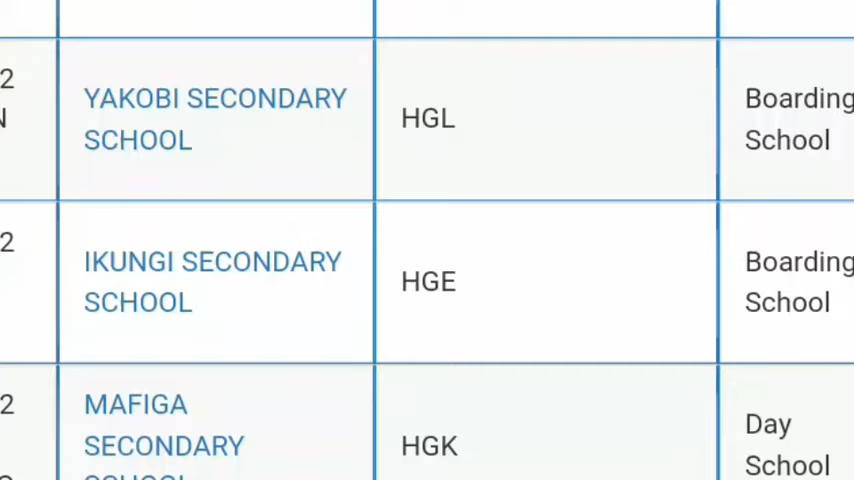 2
N
YAKOBI SECONDARY
SCHOOL
HGL
Boarding
School
2
IKUNGI SECONDARY
SCHOOL
HGE
Boarding
School
2
MAFIGA
SECONDARY
SCHOOL
HGK
Day
School